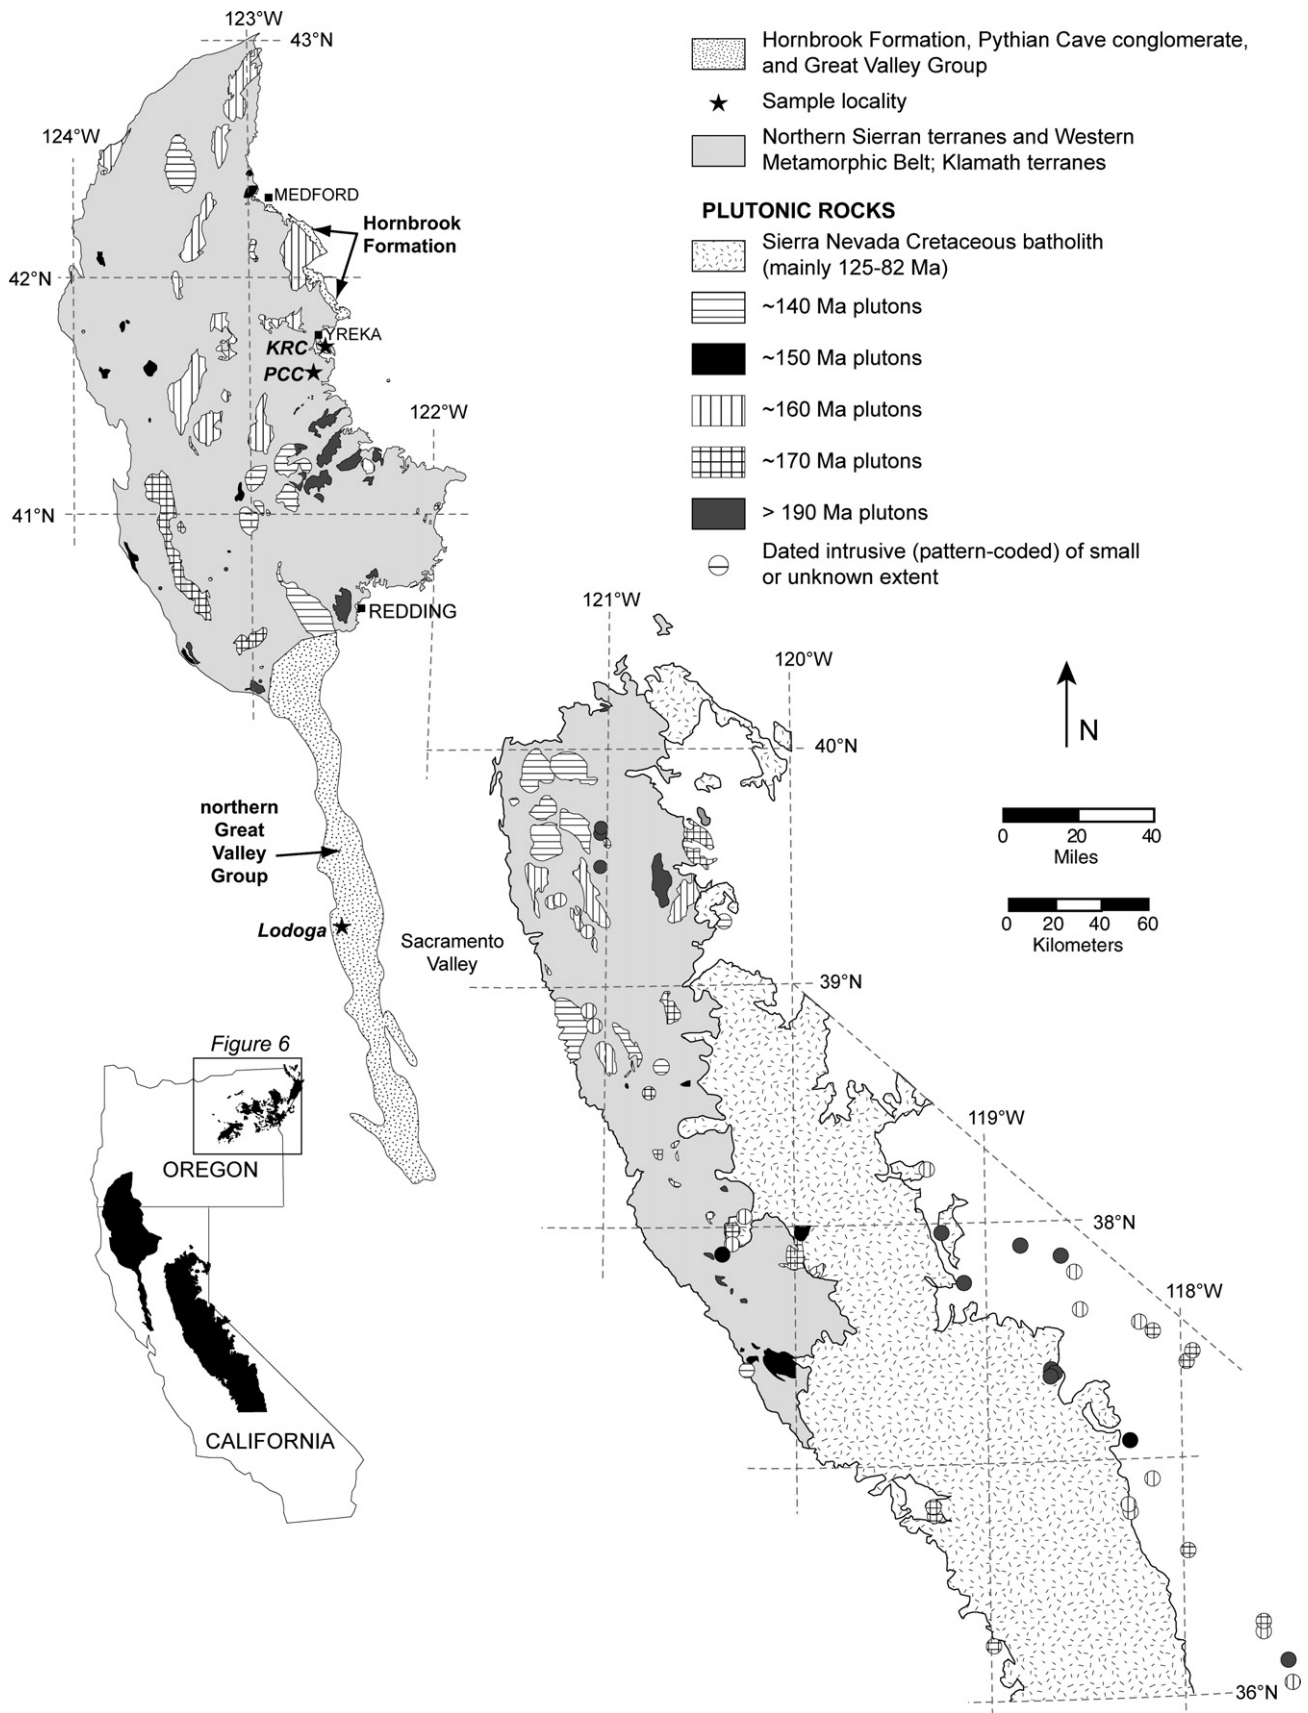 123°W
43°N
124°W
MEDFORD
Hornbrook
Formation
42°N
YREKA
KRC
PCC
122°W
41°N
REDDING
Hornbrook Formation, Pythian Cave conglomerate,
and Great Valley Group
Sample locality
Northern Sierran terranes and Western
Metamorphic Belt; Klamath terranes
PLUTONIC ROCKS
Sierra Nevada Cretaceous batholith
(mainly 125-82 Ma)
~140 Ma plutons
~150 Ma plutons
~160 Ma plutons
~170 Ma plutons
> 190 Ma plutons
Dated intrusive (pattern-coded) of small
or unknown extent
121°W
120°W
40°N
N
0 20 40
Miles
0 20 40 60
Kilometers
northern
Great
Valley
Group
Lodoga
Sacramento
Valley
39°N
119°W
38°N
118°W
36°N
Figure 6
OREGON
CALIFORNIA